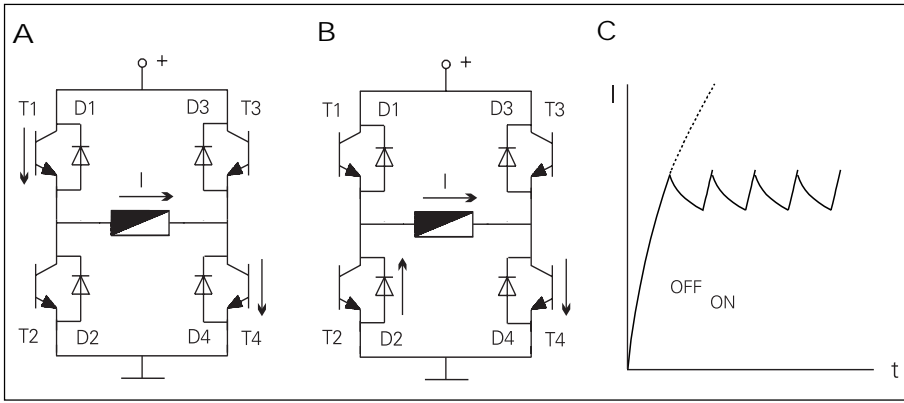 A
B
C
+
T1 D1 D3 T3
I
T2 D2 D4 T4
+
T1 D1 D3 T3
I
T2 D2 D4 T4
I
OFF
ON
t